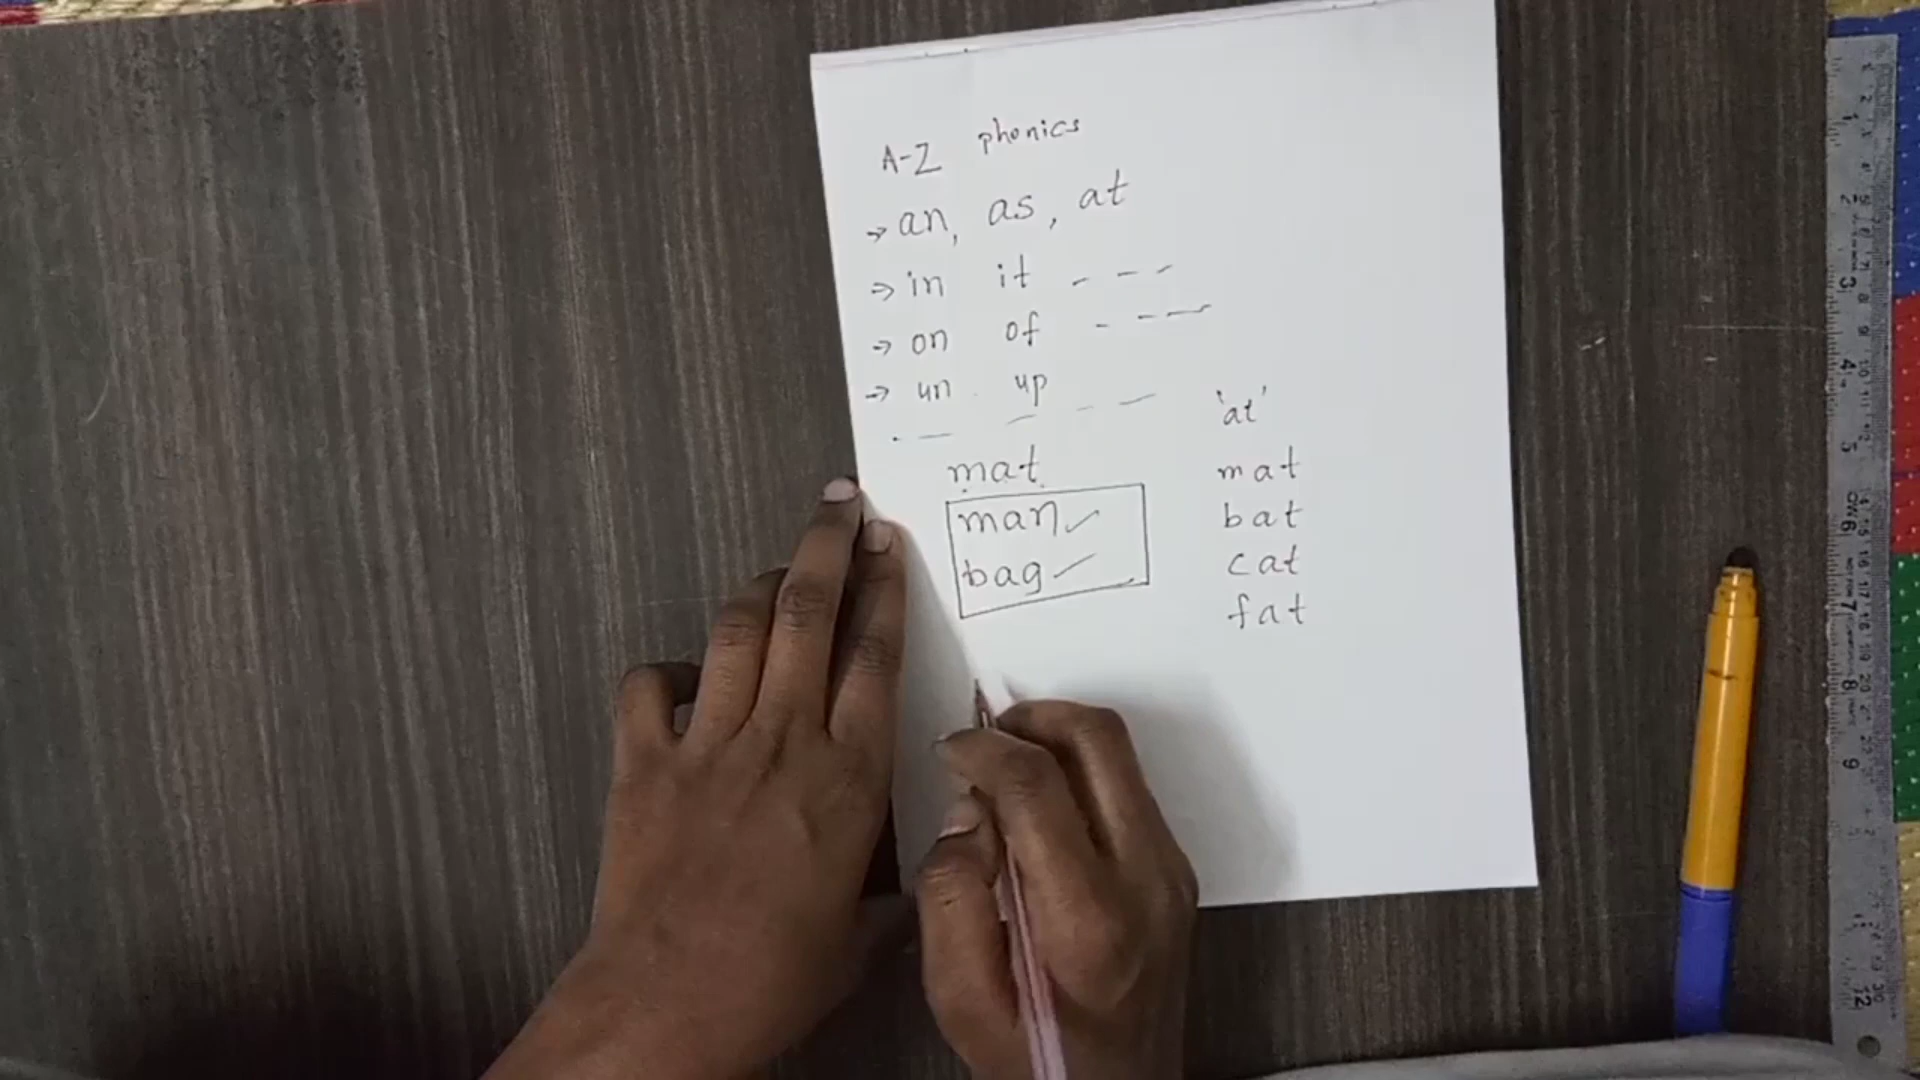 A-Z phonics
→ an, as, at
→ in it - - -
→ on of - - -
→ un up
- - - - -
mat
man ✓
bag ✓
'at'
mat
bat
cat
fat